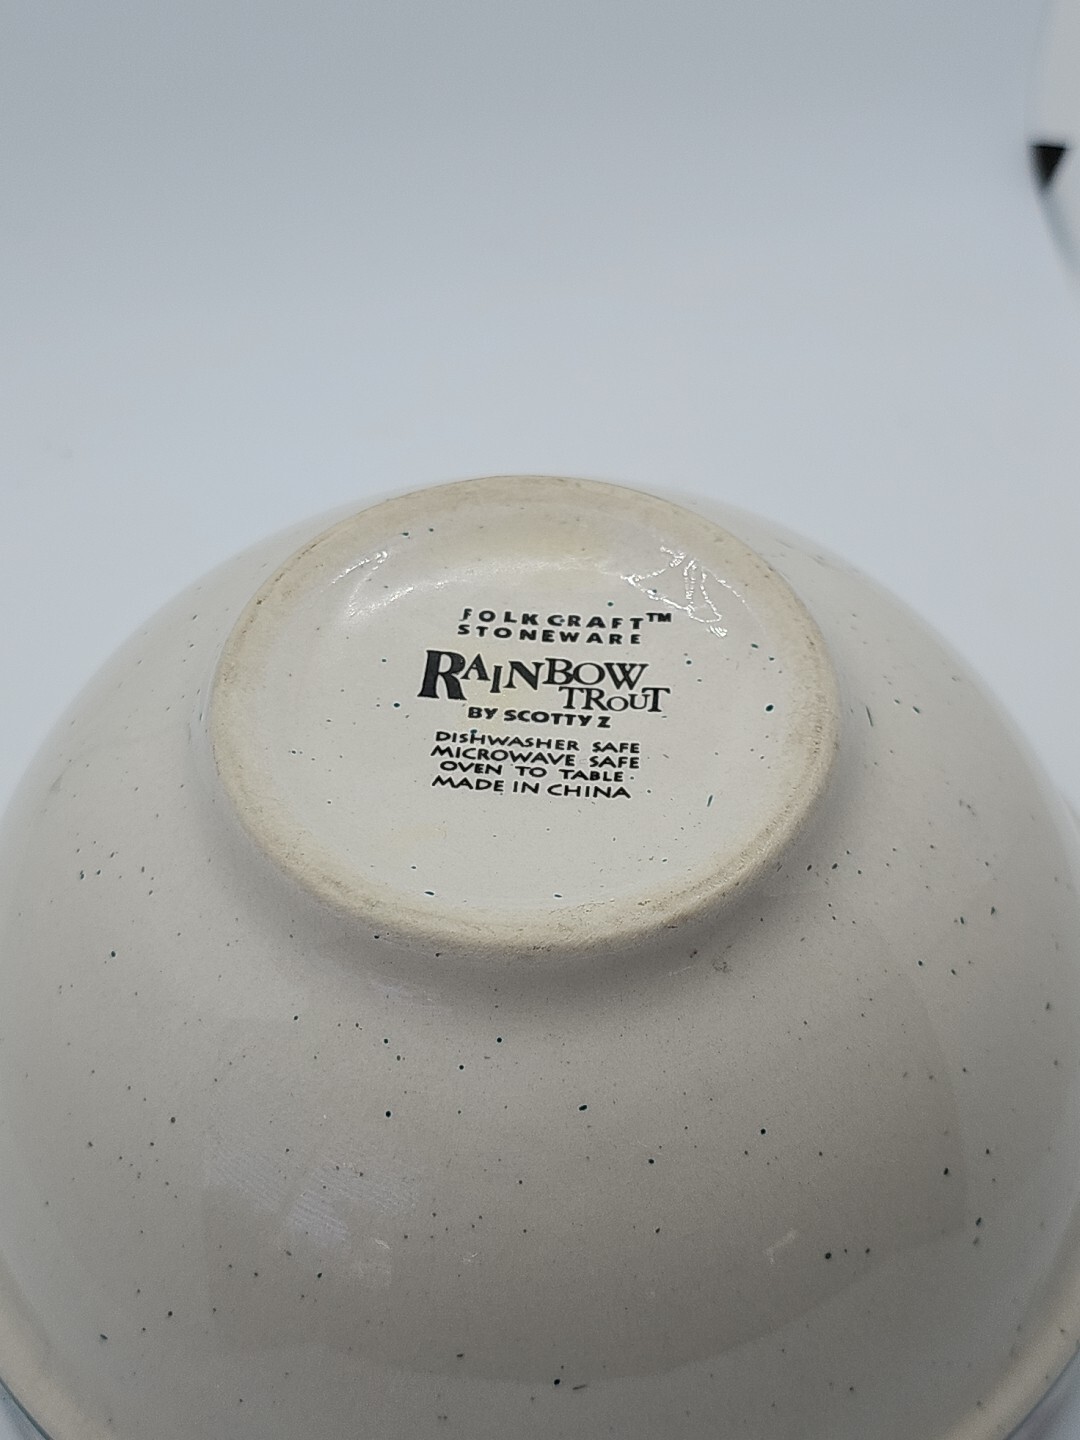 FOLKCRAFT™
STONEWARE
RAINBOW
TROUT
BY SCOTTY Z
DISHWASHER SAFE
MICROWAVE SAFE
OVEN TO TABLE
MADE IN CHINA